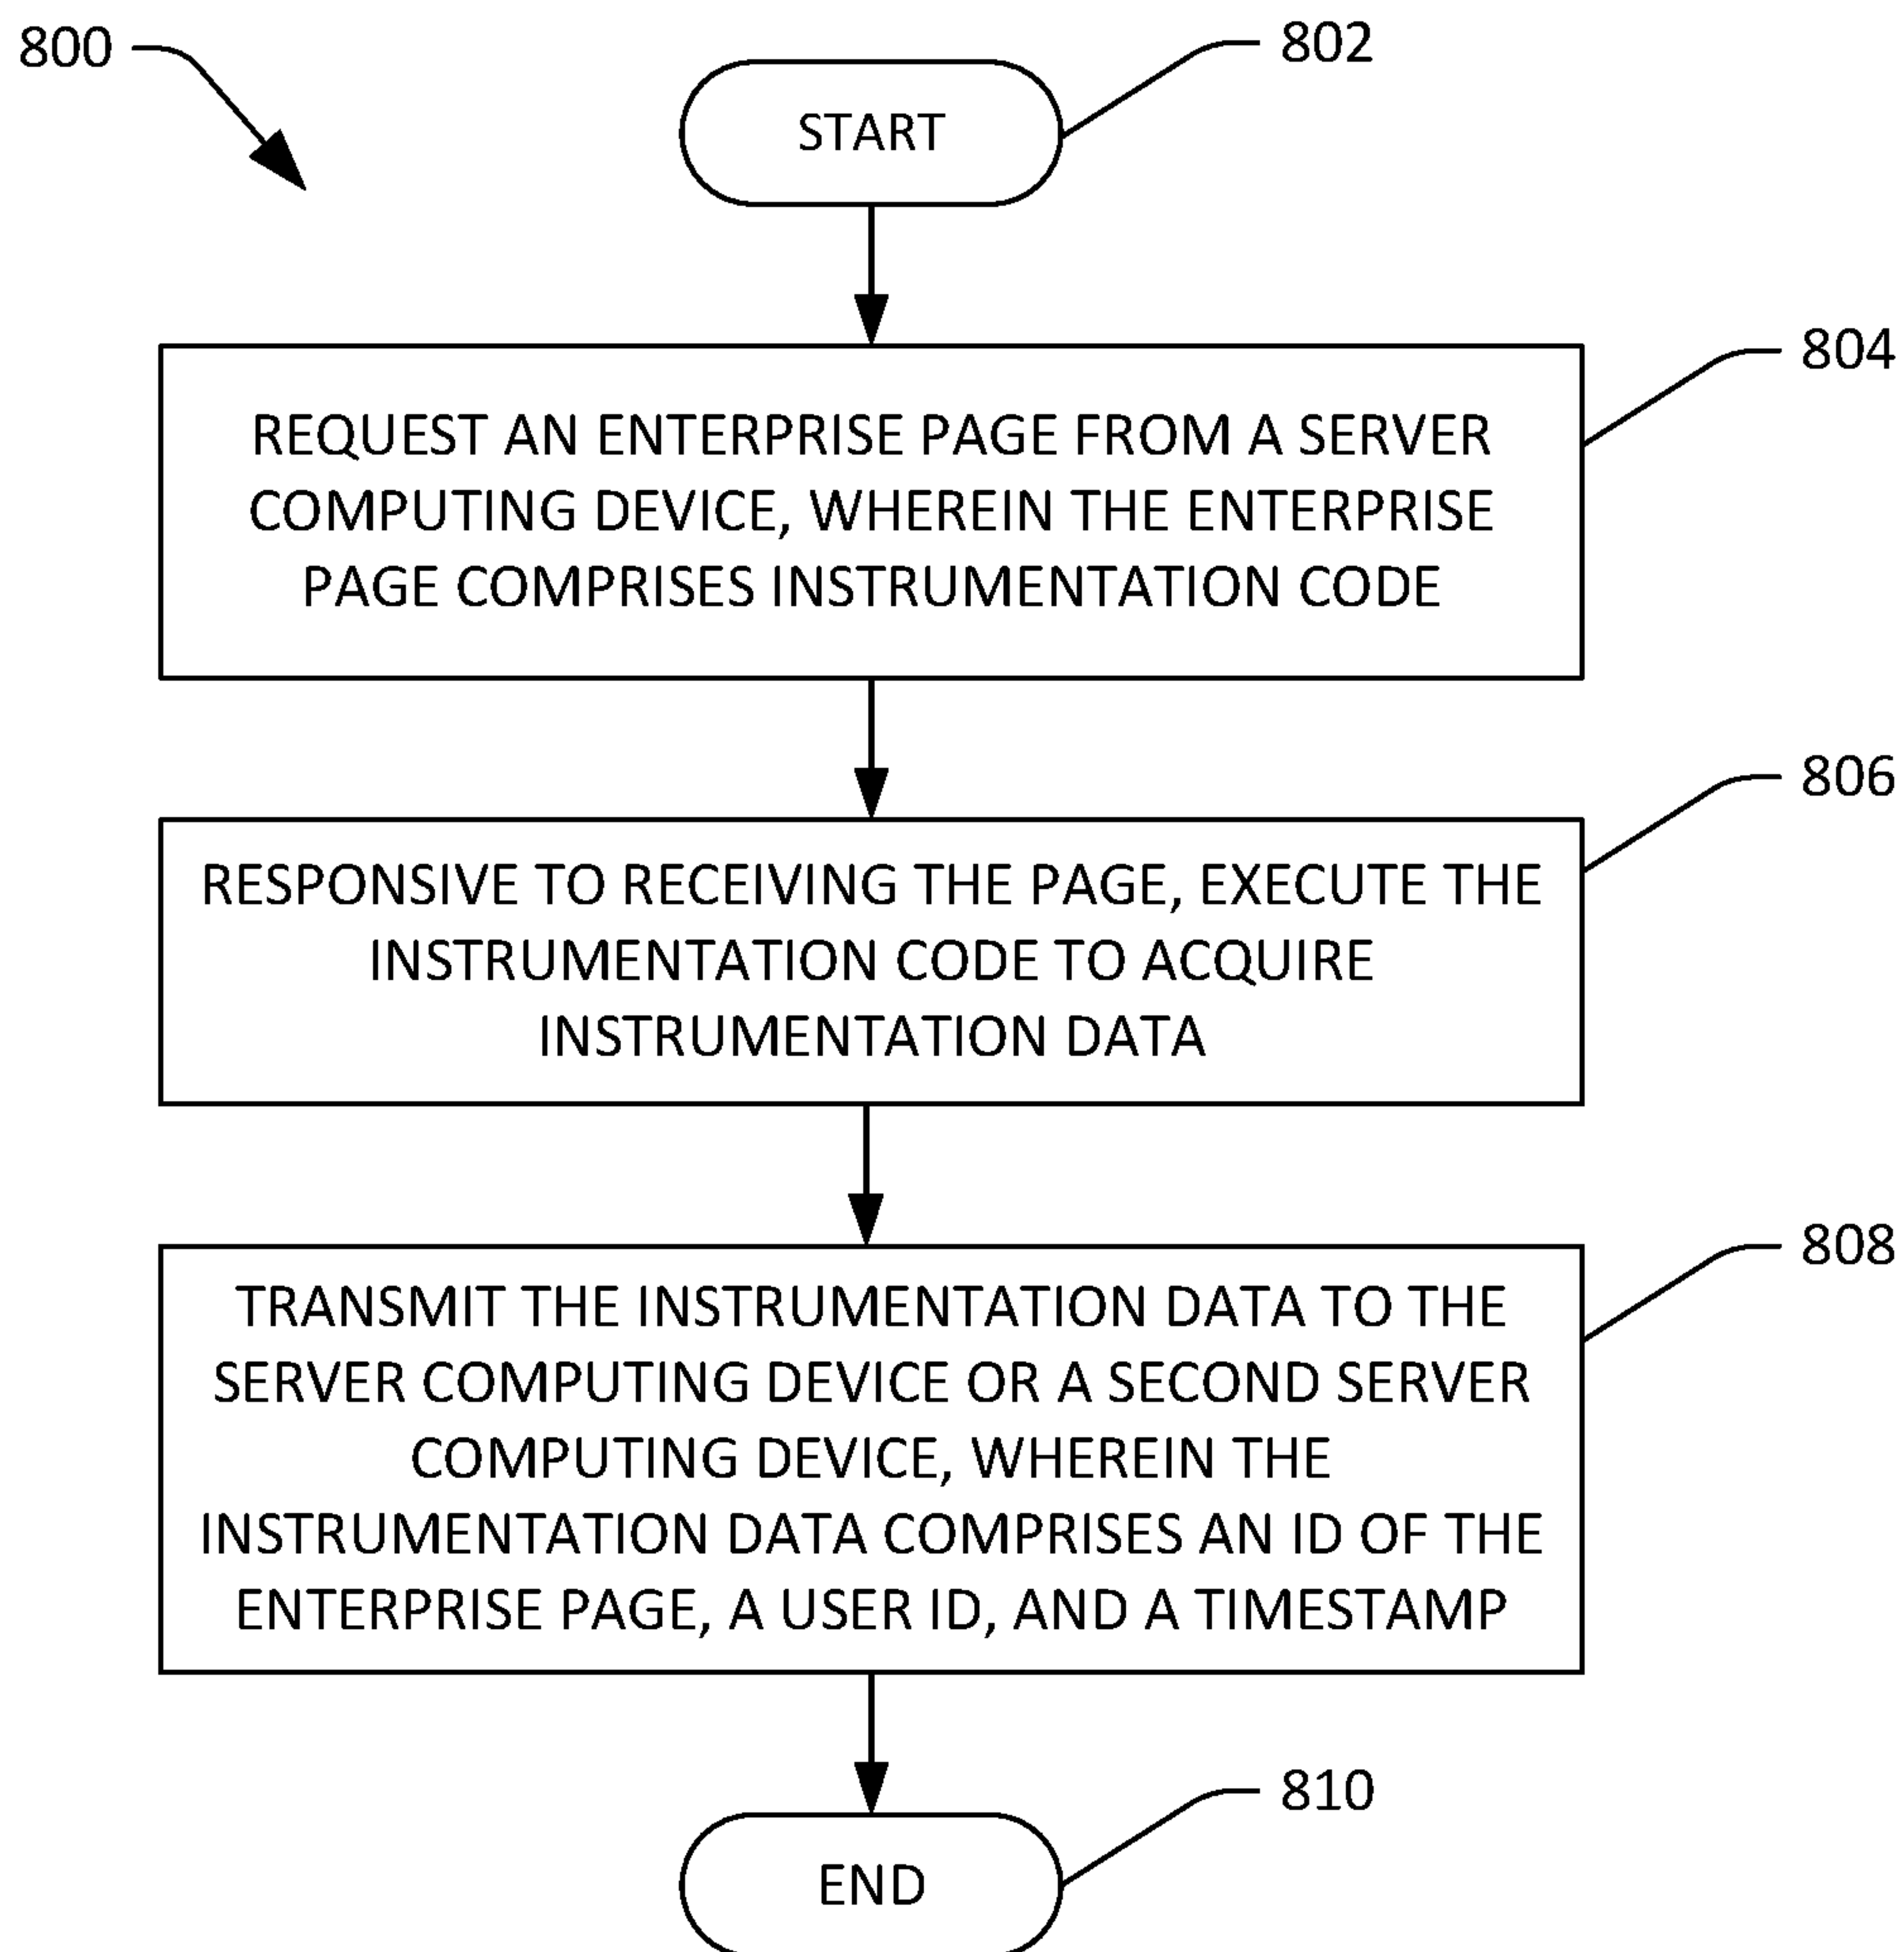 800
802
START
804
REQUEST AN ENTERPRISE PAGE FROM A SERVER
COMPUTING DEVICE, WHEREIN THE ENTERPRISE
PAGE COMPRISES INSTRUMENTATION CODE
806
RESPONSIVE TO RECEIVING THE PAGE, EXECUTE THE
INSTRUMENTATION CODE TO ACQUIRE
INSTRUMENTATION DATA
808
TRANSMIT THE INSTRUMENTATION DATA TO THE
SERVER COMPUTING DEVICE OR A SECOND SERVER
COMPUTING DEVICE, WHEREIN THE
INSTRUMENTATION DATA COMPRISES AN ID OF THE
ENTERPRISE PAGE, A USER ID, AND A TIMESTAMP
810
END